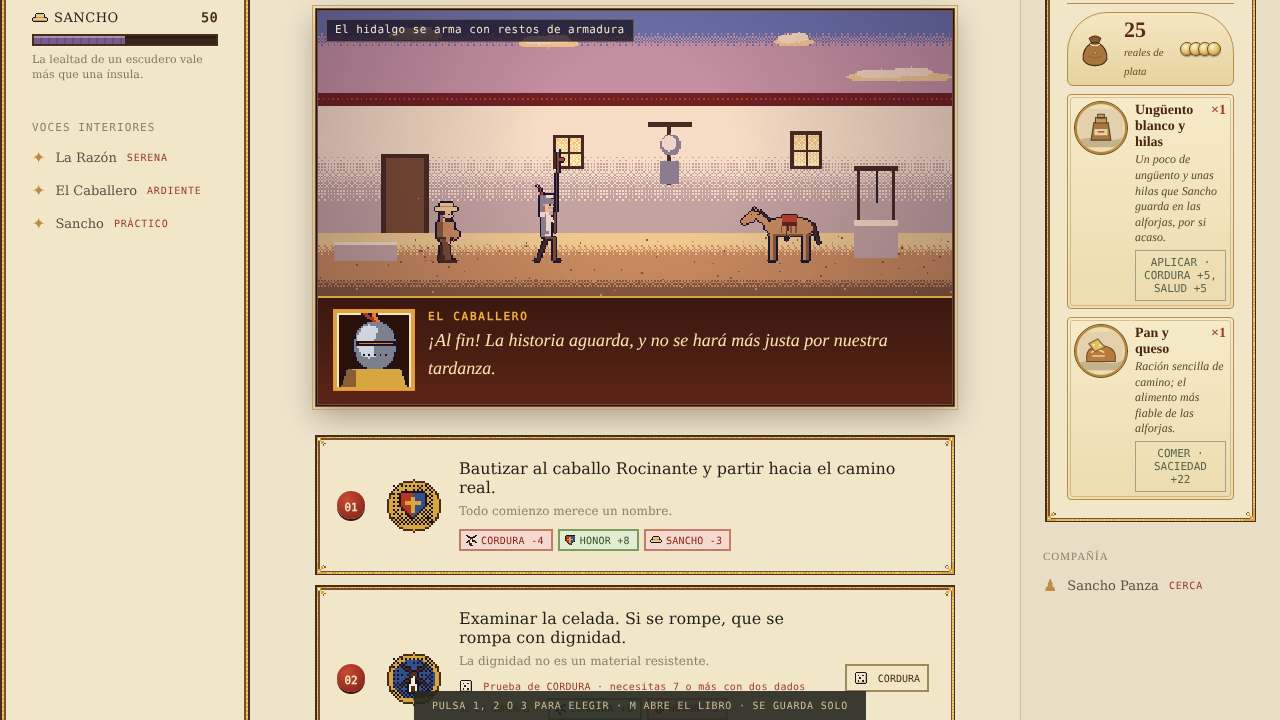 SANCHO 50
La lealtad de un escudero vale
más que una ínsula.
VOCES INTERIORES
La Razón SERENA
El Caballero ARDIENTE
Sancho PRÁCTICO
El hidalgo se arma con restos de armadura
EL CABALLERO
¡Al fin! La historia aguarda, y no se hará más justa por nuestra
tardanza.
01
Bautizar al caballo Rocinante y partir hacia el camino
real.
Todo comienzo merece un nombre.
CORDURA -4 HONOR +8 SANCHO -3
02
Examinar la celada. Si se rompe, que se
rompa con dignidad.
La dignidad no es un material resistente.
Prueba de CORDURA · necesitas 7 o más con dos dados
CORDURA
PULSA 1, 2 O 3 PARA ELEGIR · M ABRE EL LIBRO · SE GUARDA SOLO
25
reales de
plata
Ungüento ×1
blanco y
hilas
Un poco de
ungüento y unas
hilas que Sancho
guarda en las
alforjas, por si
acaso.
APLICAR ·
CORDURA +5,
SALUD +5
Pan y ×1
queso
Ración sencilla de
camino; el
alimento más
fiable de las
alforjas.
COMER ·
SACIEDAD
+22
COMPAÑÍA
Sancho Panza CERCA